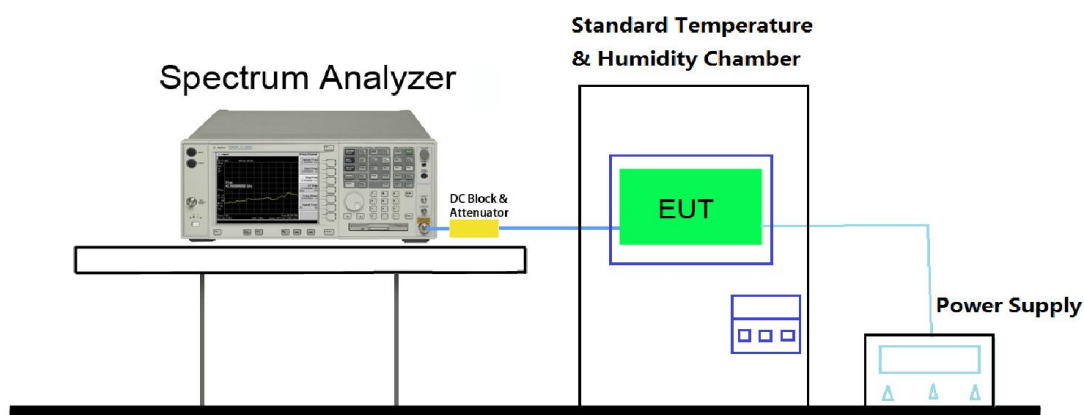 Standard Temperature
& Humidity Chamber
Spectrum Analyzer
DC Block &
Attenuator
EUT
Power Supply